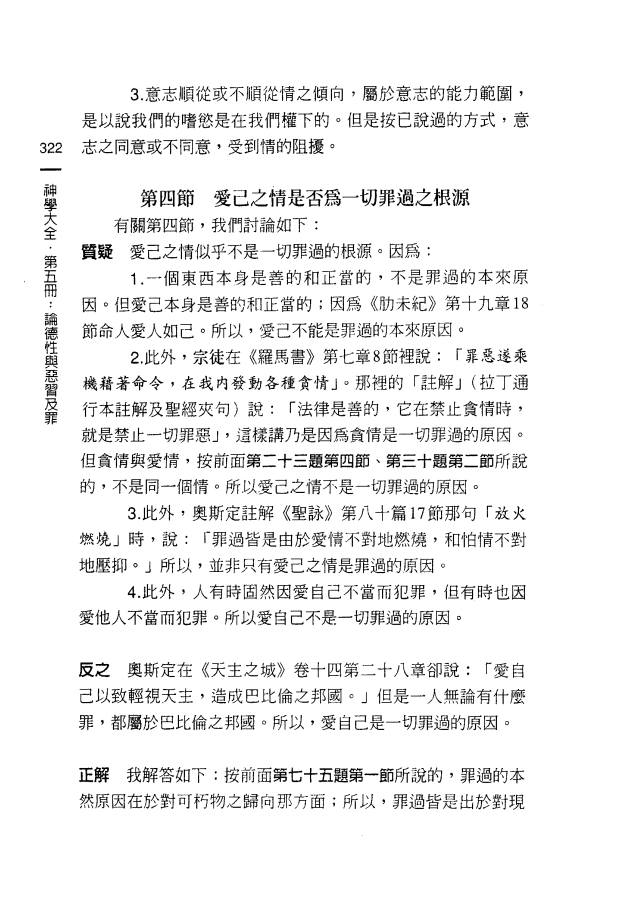 3.意志順從或不順從情之傾向，屬於意志的能力範圍，
是以說我們的嗜慾是在我們權下的。但是按已說過的方式，意
志之同意或不同意，受到情的阻擾。
322
神學大全．第五冊：論德性與惡習及罪
第四節　愛己之情是否爲一切罪過之根源
有關第四節，我們討論如下：
質疑　愛己之情似乎不是一切罪過的根源。因爲：
1.一個東西本身是善的和正當的，不是罪過的本來原
因。但愛己本身是善的和正當的；因爲《肋未紀》第十九章18
節命人愛人如己。所以，愛己不能是罪過的本來原因。
2.此外，宗徒在《羅馬書》第七章8節裡說：「罪惡遂乘
機藉著命令，在我內發動各種貪情」。那裡的「註解」（拉丁通
行本註解及聖經夾句）說：「法律是善的，它在禁止貪情時，
就是禁止一切罪惡」，這樣講乃是因爲貪情是一切罪過的原因。
但貪情與愛情，按前面第二十三題第四節、第三十題第二節所說
的，不是同一個情。所以愛己之情不是一切罪過的原因。
3.此外，奧斯定註解《聖詠》第八十篇17節那句「放火
燃燒」時，說：「罪過皆是由於愛情不對地燃燒，和怕情不對
地壓抑。」所以，並非只有愛己之情是罪過的原因。
4.此外，人有時固然因愛自己不當而犯罪，但有時也因
愛他人不當而犯罪。所以愛自己不是一切罪過的原因。
反之　奧斯定在《天主之城》卷十四第二十八章卻說：「愛自
己以致輕視天主，造成巴比倫之邦國。」但是一人無論有什麼
罪，都屬於巴比倫之邦國。所以，愛自己是一切罪過的原因。
正解　我解答如下：按前面第七十五題第一節所說的，罪過的本
然原因在於對可朽物之歸向那方面；所以，罪過皆是出於對現